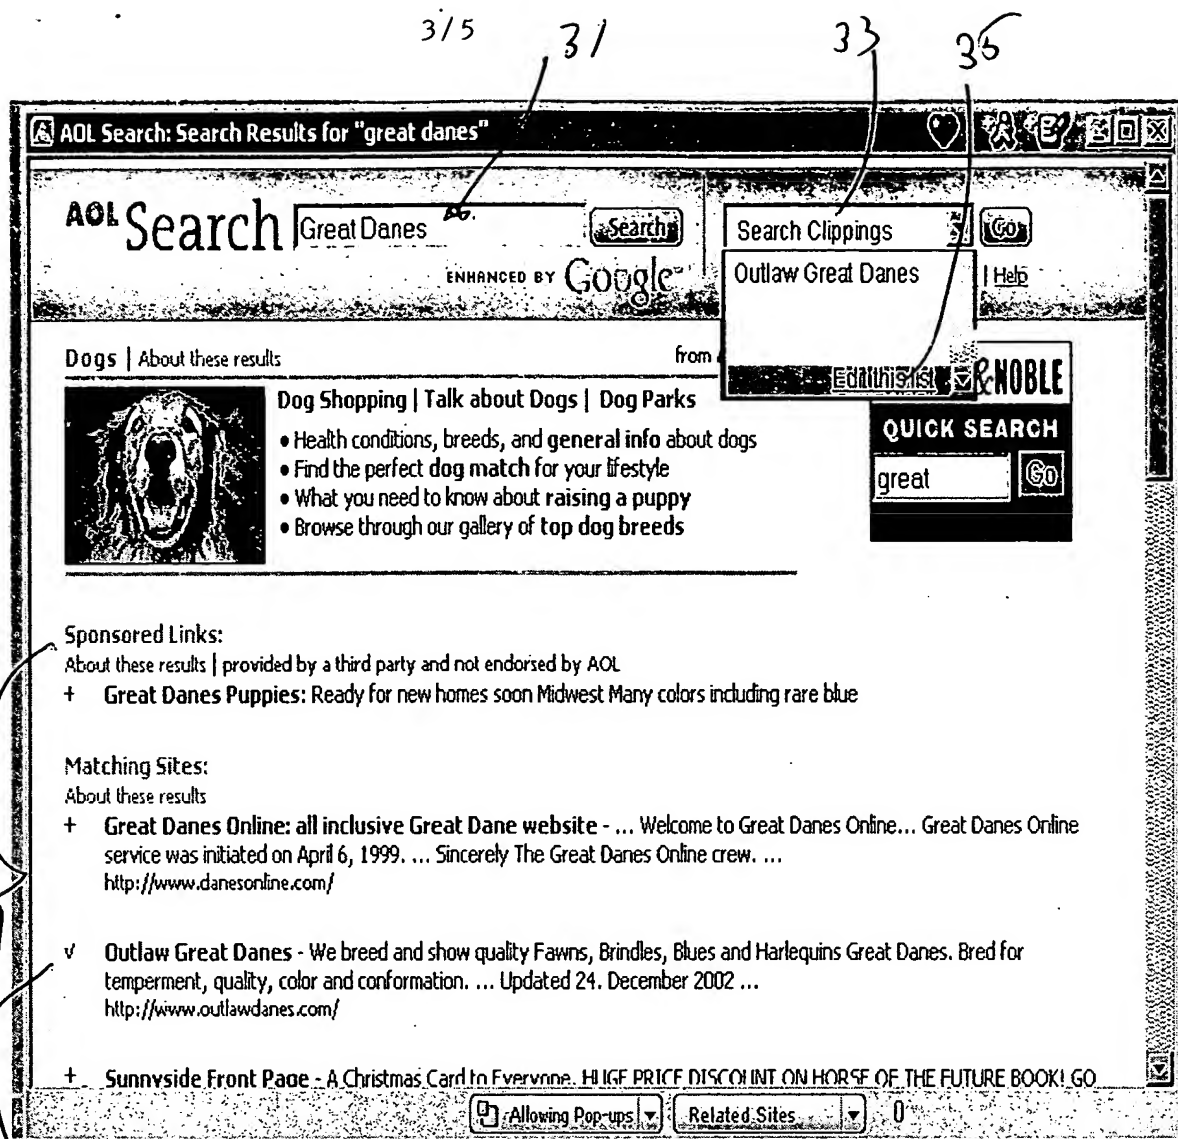 3/5 31 33 35
AOL Search: Search Results for "great danes"
AOL Search Great Danes Search Search Clippings Go
ENHANCED BY Google Outlaw Great Danes | Help
Edit this list
Dogs | About these results from
& NOBLE
Dog Shopping | Talk about Dogs | Dog Parks
• Health conditions, breeds, and general info about dogs
• Find the perfect dog match for your lifestyle
• What you need to know about raising a puppy
• Browse through our gallery of top dog breeds
QUICK SEARCH
great Go
Sponsored Links:
About these results | provided by a third party and not endorsed by AOL
+ Great Danes Puppies: Ready for new homes soon Midwest Many colors including rare blue
Matching Sites:
About these results
+ Great Danes Online: all inclusive Great Dane website - ... Welcome to Great Danes Online... Great Danes Online
service was initiated on April 6, 1999. ... Sincerely The Great Danes Online crew. ...
http://www.danesonline.com/
√ Outlaw Great Danes - We breed and show quality Fawns, Brindles, Blues and Harlequins Great Danes. Bred for
temperment, quality, color and conformation. ... Updated 24. December 2002 ...
http://www.outlawdanes.com/
+ Sunnyside Front Page - A Christmas Card to Everyone. HUGE PRICE DISCOUNT ON HORSE OF THE FUTURE BOOK! GO
Allowing Pop-ups Related Sites 0